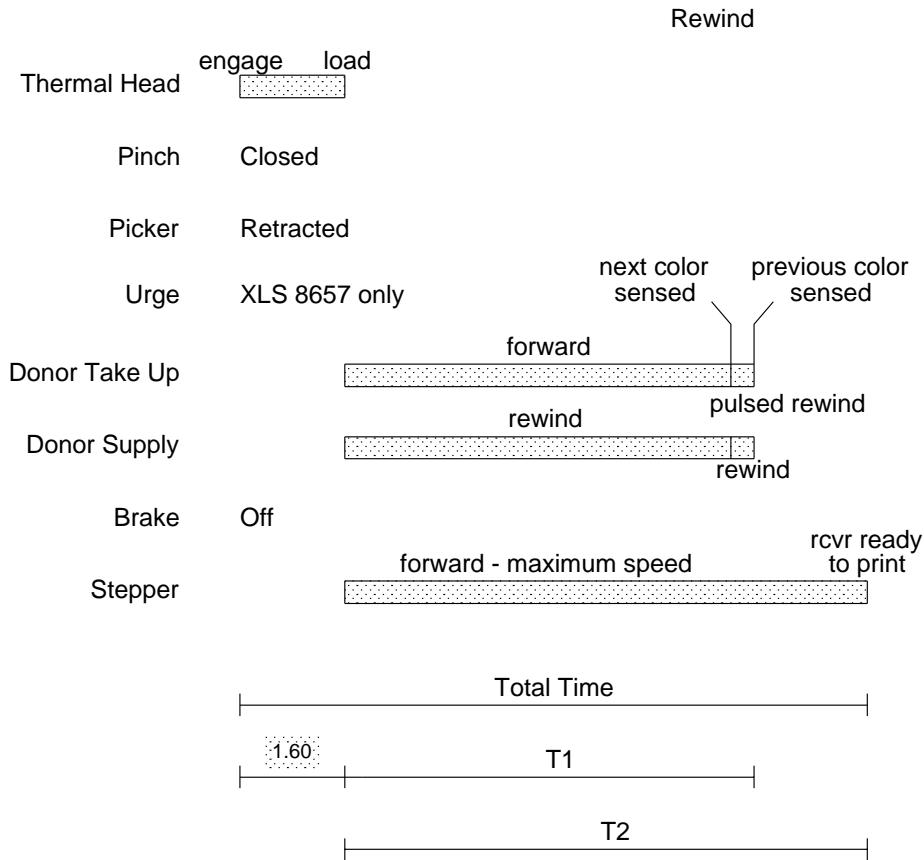 Rewind
engage load
Thermal Head
Pinch Closed
Picker Retracted
next color previous color
sensed sensed
Urge XLS 8657 only
forward
Donor Take Up
pulsed rewind
rewind
Donor Supply
rewind
Brake Off
rcvr ready
forward - maximum speed to print
Stepper
Total Time
1.60
T1
T2